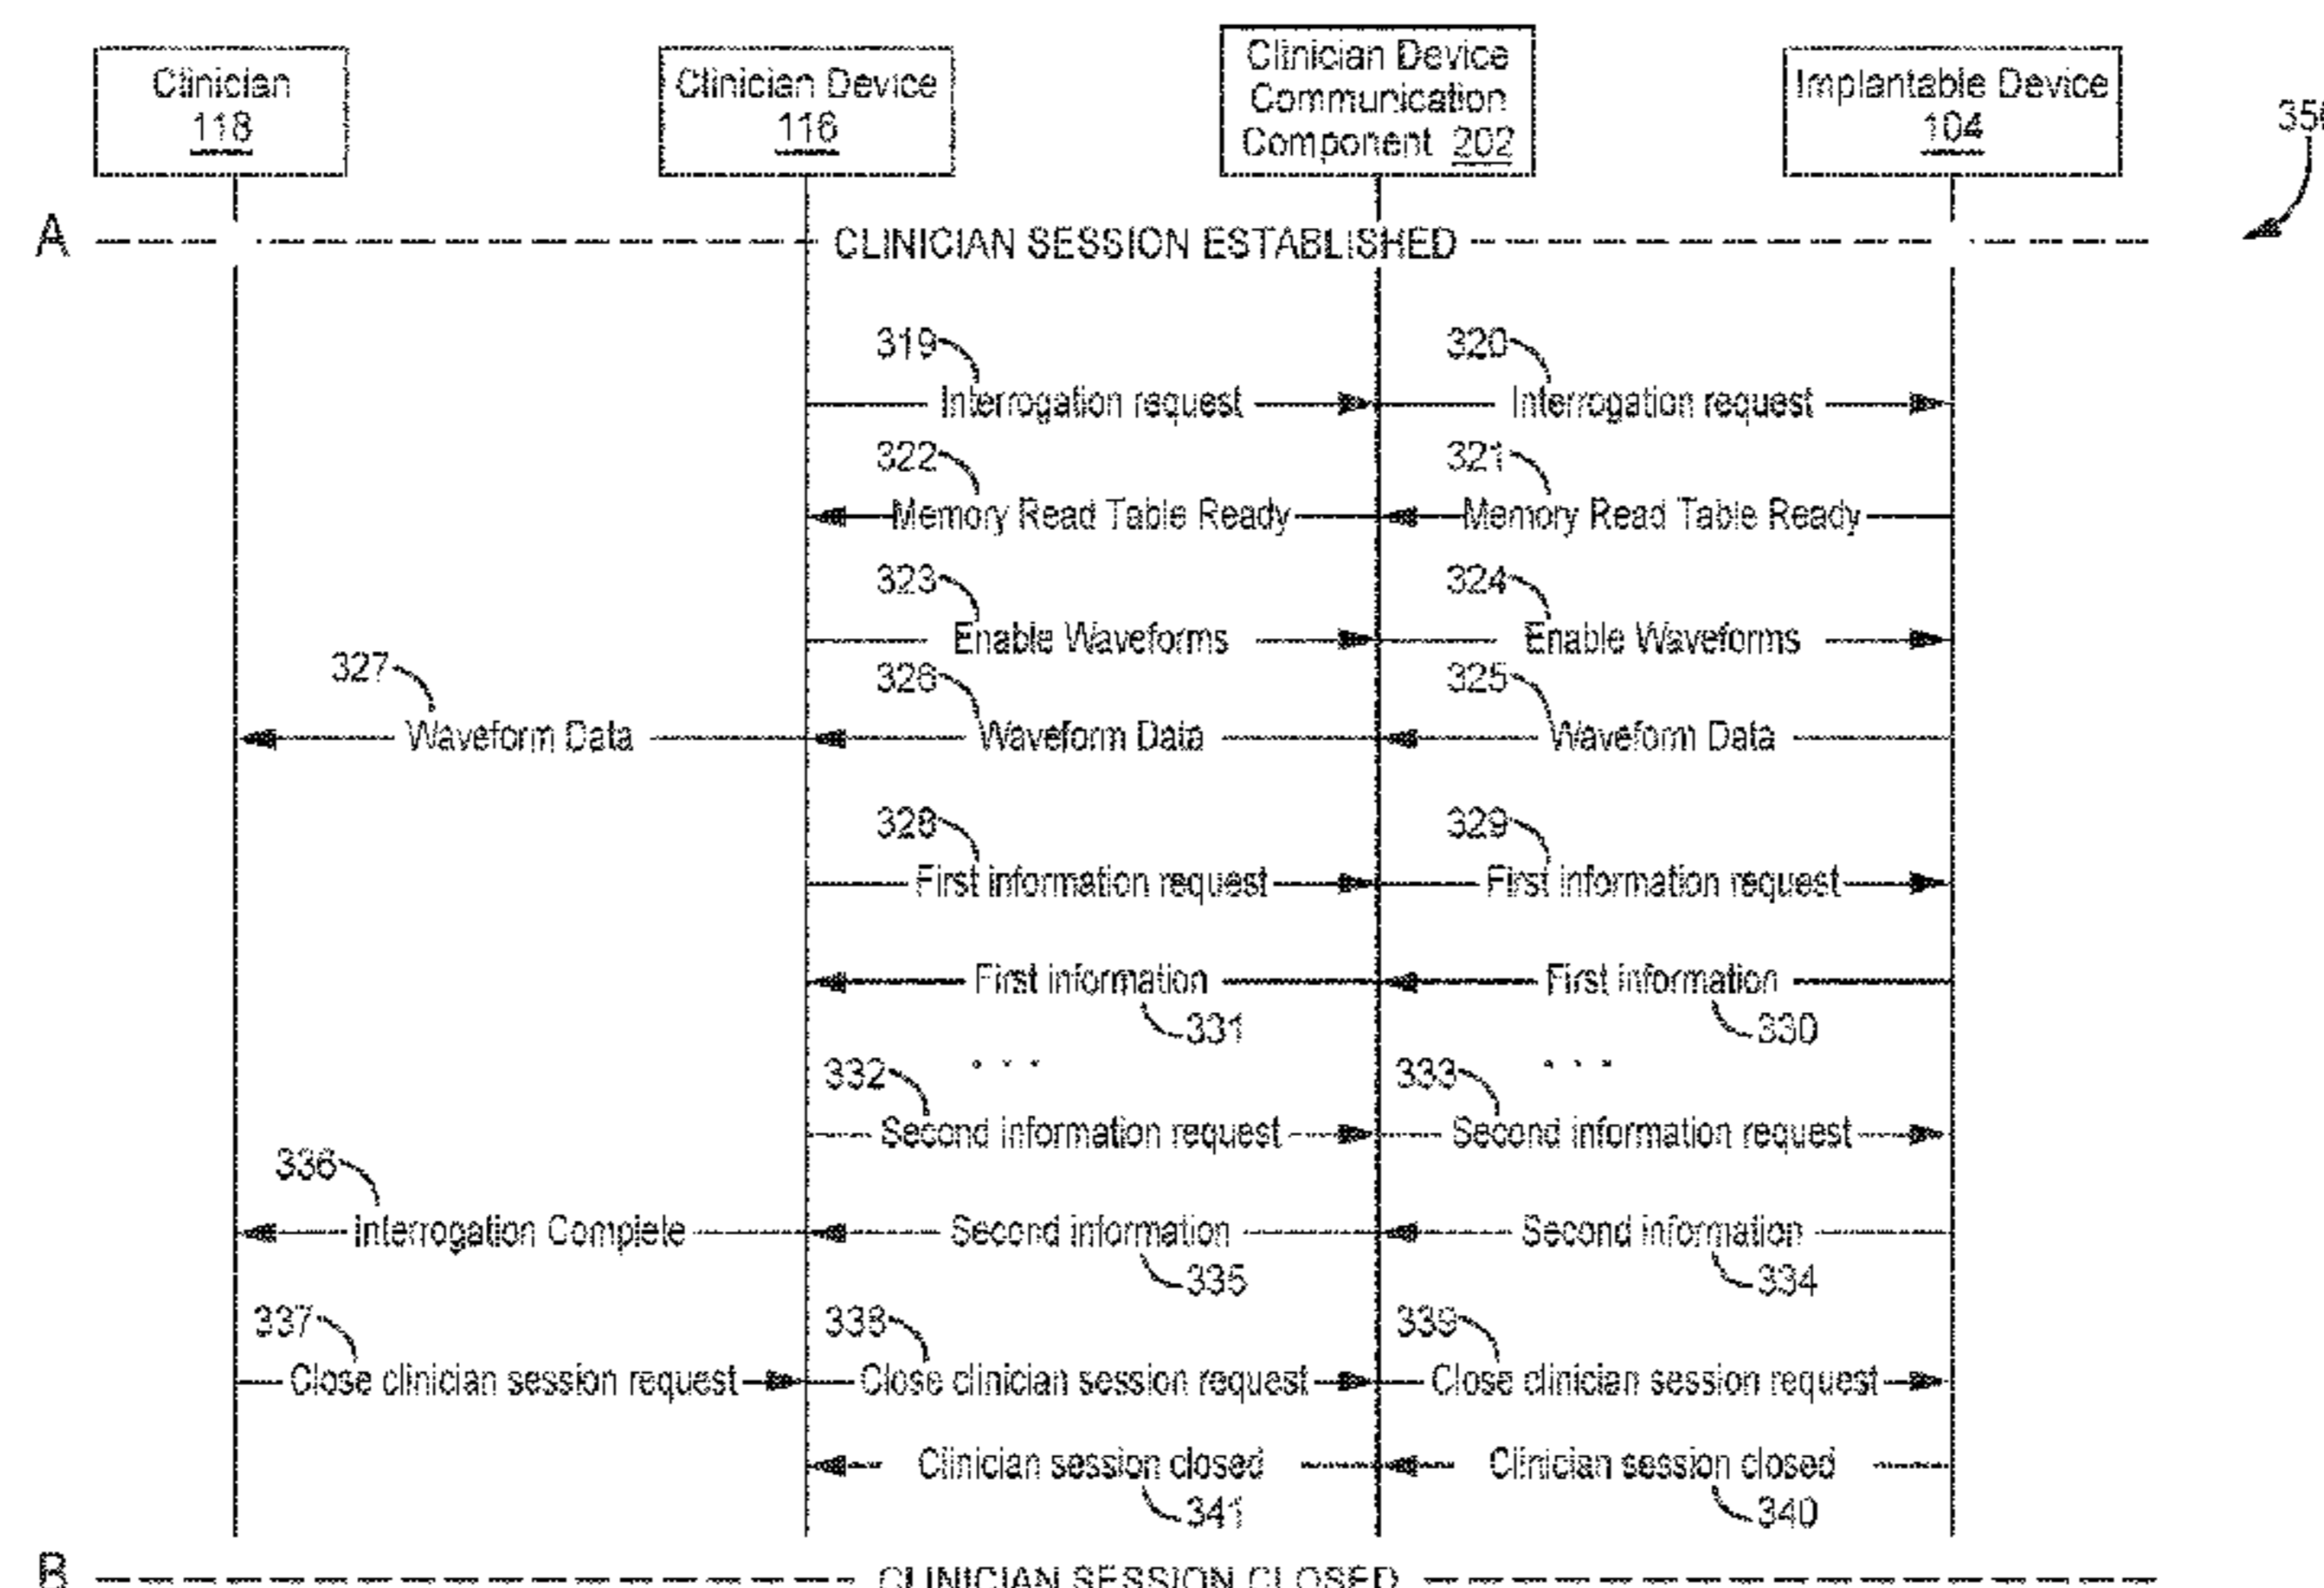 Clinician
118
Clinician Device
116
Clinician Device
Communication
Component 202
Implantable Device
104
A
CLINICIAN SESSION ESTABLISHED
319
320
Interrogation request
Interrogation request
322
321
Memory Read Table Ready
Memory Read Table Ready
323
324
Enable Waveforms
Enable Waveforms
327
326
325
Waveform Data
Waveform Data
Waveform Data
328
329
First information request
First information request
First information
First information
331
330
. . .
. . .
332
333
Second information request
Second information request
336
Interrogation Complete
Second information
Second information
335
334
337
338
339
Close clinician session request
Close clinician session request
Close clinician session request
Clinician session closed
Clinician session closed
341
340
B
CLINICIAN SESSION CLOSED